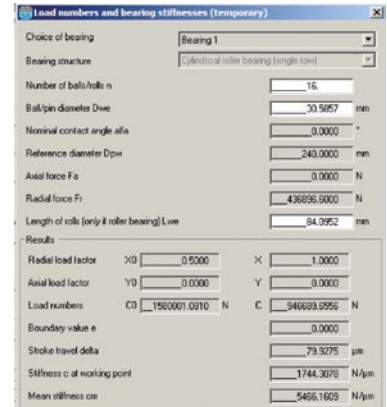 Load numbers and bearing stiffnesses (temporary)
Choice of bearing Bearing 1
Bearing structure Cylindrical roller bearing (single row)
Number of balls/rolls n 16.
Ball/pin diameter Dwe 30.5857 mm
Nominal contact angle alfa 0.0000 °
Reference diameter Dpw 240.0000 mm
Axial force Fa 0.0000 N
Radial force Fr 436896.6000 N
Length of rolls (only if roller bearing) Lwe 84.0952 mm
Results
Radial load factor X0 0.5000 X 1.0000
Axial load factor Y0 0.0000 Y 0.0000
Load numbers C0 1580001.0810 N C 946689.6556 N
Boundary value e 0.0000
Stroke travel delta 79.9275 µm
Stiffness c at working point 1744.3078 N/µm
Mean stiffness cm 5466.1609 N/µm